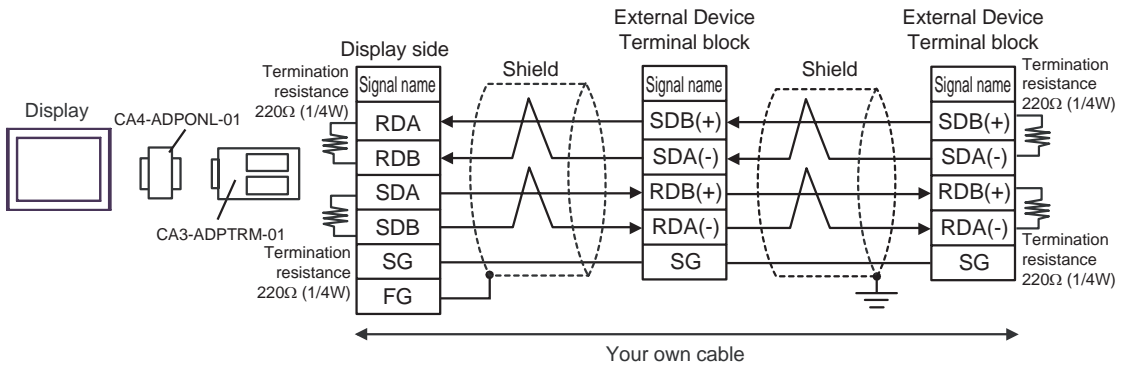 External Device
Terminal block
External Device
Terminal block
Display side
Termination
resistance
220Ω (1/4W)
Shield
Shield
Termination
resistance
220Ω (1/4W)
Display
CA4-ADPONL-01
CA3-ADPTRM-01
Signal name
RDA
RDB
SDA
SDB
SG
FG
Signal name
SDB(+)
SDA(-)
RDB(+)
RDA(-)
SG
Signal name
SDB(+)
SDA(-)
RDB(+)
RDA(-)
SG
Termination
resistance
220Ω (1/4W)
Termination
resistance
220Ω (1/4W)
Your own cable